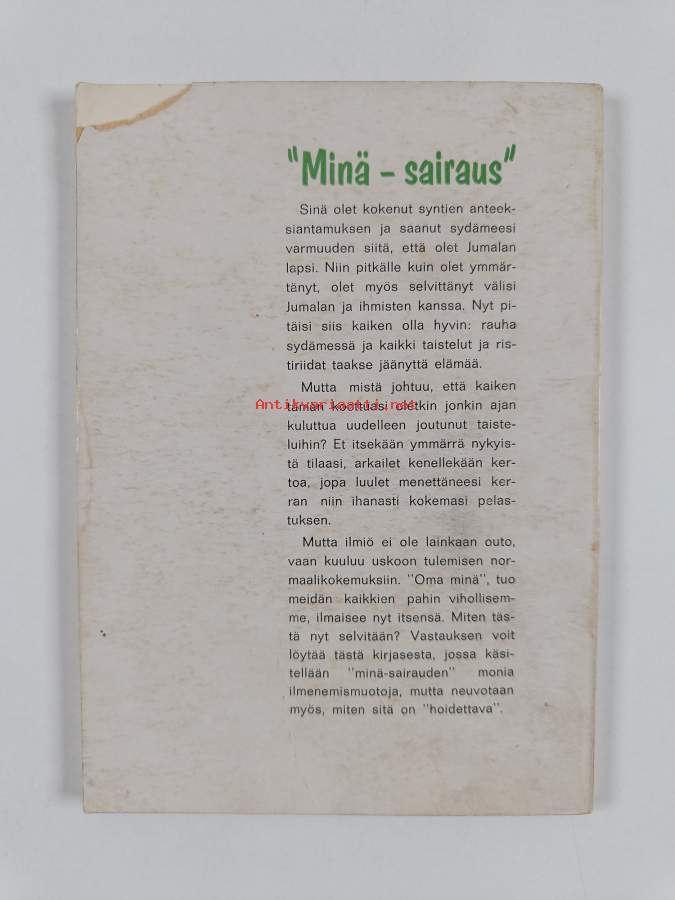 "Minä – sairaus"
Sinä olet kokenut syntien anteek-
siantamuksen ja saanut sydämeesi
varmuuden siitä, että olet Jumalan
lapsi. Niin pitkälle kuin olet ymmär-
tänyt, olet myös selvittänyt välisi
Jumalan ja ihmisten kanssa. Nyt pi-
täisi siis kaiken olla hyvin: rauha
sydämessä ja kaikki taistelut ja ris-
tiriidat taakse jäänyttä elämää.
Mutta mistä johtuu, että kaiken
Antikvariaatti.net
tämän koettuasi oletkin jonkin ajan
kuluttua uudelleen joutunut taiste-
luihin? Et itsekään ymmärrä nykyis-
tä tilaasi, arkailet kenellekään ker-
toa, jopa luulet menettäneesi ker-
ran niin ihanasti kokemasi pelas-
tuksen.
Mutta ilmiö ei ole lainkaan outo,
vaan kuuluu uskoon tulemisen nor-
maalikokemuksiin. "Oma minä", tuo
meidän kaikkien pahin vihollisem-
me, ilmaisee nyt itsensä. Miten täs-
tä nyt selvitään? Vastauksen voit
löytää tästä kirjasesta, jossa käsi-
tellään "minä-sairauden" monia
ilmenemismuotoja, mutta neuvotaan
myös, miten sitä on "hoidettava".